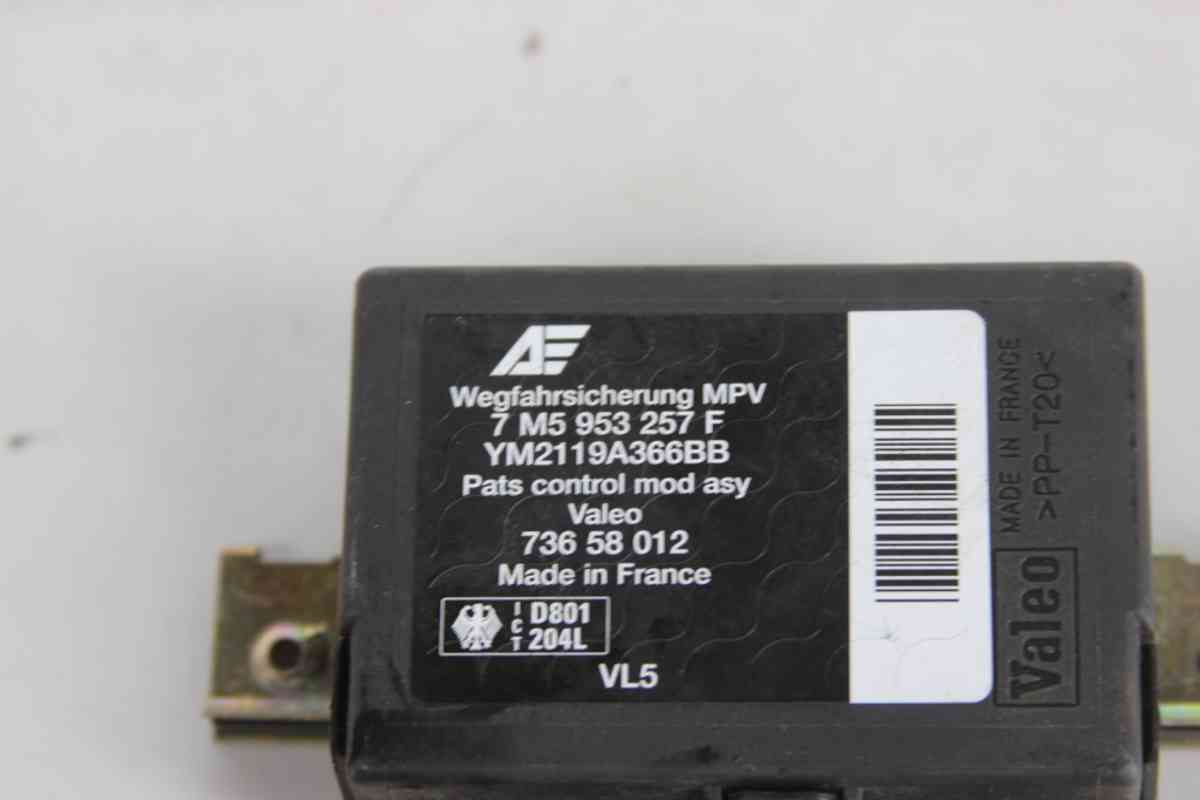 AE
Wegfahrsicherung MPV
7 M5 953 257 F
YM2119A366BB
Pats control mod asy
Valeo
736 58 012
Made in France
ICT
D801
204L
VL5
MADE IN FRANCE
>PP-T20<
Valeo